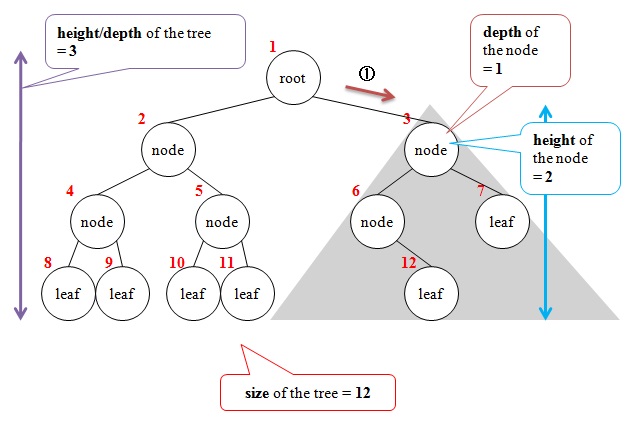 height/depth of the tree
= 3
1
root
①
depth of
the node
= 1
2
node
3
node
height of
the node
= 2
4
node
5
node
6
node
7
leaf
8
leaf
9
leaf
10
leaf
11
leaf
12
leaf
size of the tree = 12